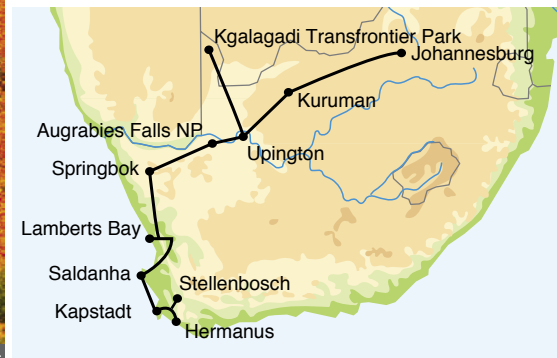 Kgalagadi Transfrontier Park
Johannesburg
Kuruman
Augrabies Falls NP
Upington
Springbok
Lamberts Bay
Saldanha
Stellenbosch
Kapstadt
Hermanus